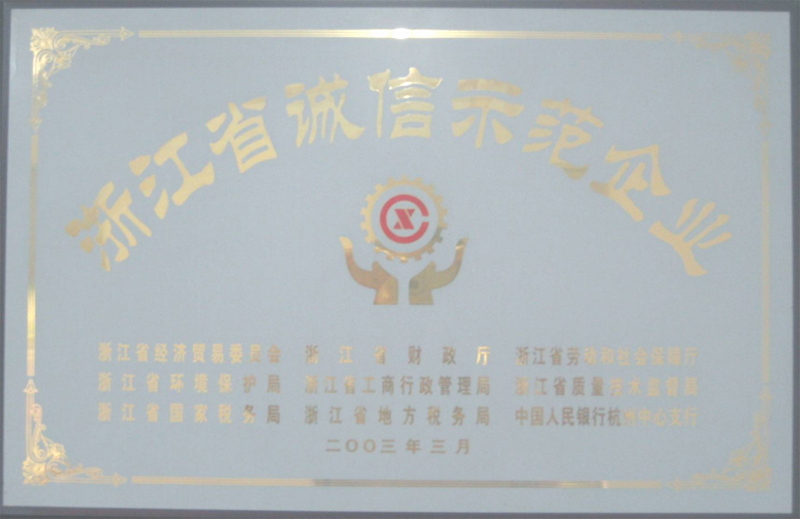 浙江省诚信示范企业
CX
浙江省经济贸易委员会 浙江省财政厅 浙江省劳动和社会保障厅
浙江省环境保护局 浙江省工商行政管理局 浙江省质量技术监督局
浙江省国家税务局 浙江省地方税务局 中国人民银行杭州中心支行
二〇〇三年三月